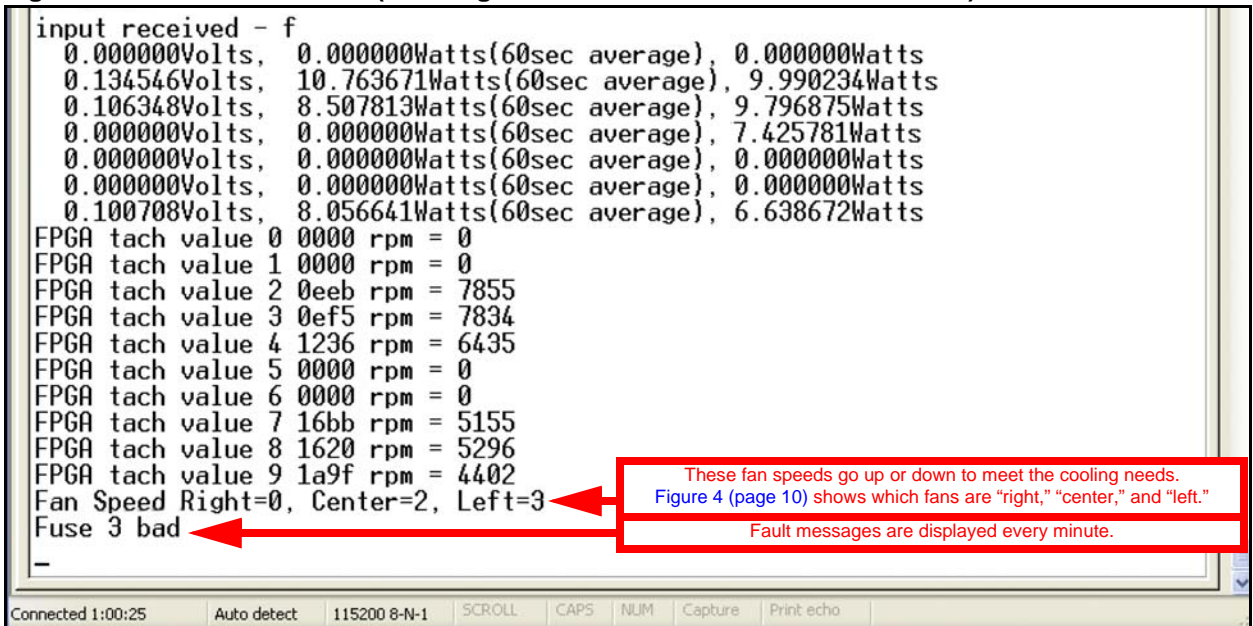 input received - f
0.000000Volts, 0.000000Watts(60sec average), 0.000000Watts
0.134546Volts, 10.763671Watts(60sec average), 9.990234Watts
0.106348Volts, 8.507813Watts(60sec average), 9.796875Watts
0.000000Volts, 0.000000Watts(60sec average), 7.425781Watts
0.000000Volts, 0.000000Watts(60sec average), 0.000000Watts
0.000000Volts, 0.000000Watts(60sec average), 0.000000Watts
0.100708Volts, 8.056641Watts(60sec average), 6.638672Watts
FPGA tach value 0 0000 rpm = 0
FPGA tach value 1 0000 rpm = 0
FPGA tach value 2 0eeb rpm = 7855
FPGA tach value 3 0ef5 rpm = 7834
FPGA tach value 4 1236 rpm = 6435
FPGA tach value 5 0000 rpm = 0
FPGA tach value 6 0000 rpm = 0
FPGA tach value 7 16bb rpm = 5155
FPGA tach value 8 1620 rpm = 5296
FPGA tach value 9 1a9f rpm = 4402
Fan Speed Right=0, Center=2, Left=3
Fuse 3 bad
These fan speeds go up or down to meet the cooling needs.
Figure 4 (page 10) shows which fans are “right,” “center,” and “left.”
Fault messages are displayed every minute.
Connected 1:00:25 Auto detect 115200 8-N-1 SCROLL CAPS NUM Capture Print echo